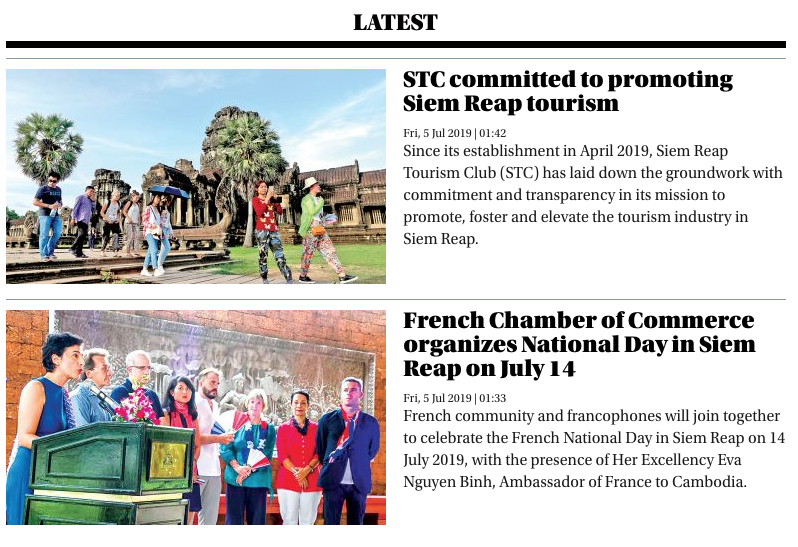 LATEST
STC committed to promoting
Siem Reap tourism
Fri, 5 Jul 2019 | 01:42
Since its establishment in April 2019, Siem Reap
Tourism Club (STC) has laid down the groundwork with
commitment and transparency in its mission to
promote, foster and elevate the tourism industry in
Siem Reap.
French Chamber of Commerce
organizes National Day in Siem
Reap on July 14
Fri, 5 Jul 2019 | 01:33
French community and francophones will join together
to celebrate the French National Day in Siem Reap on 14
July 2019, with the presence of Her Excellency Eva
Nguyen Binh, Ambassador of France to Cambodia.